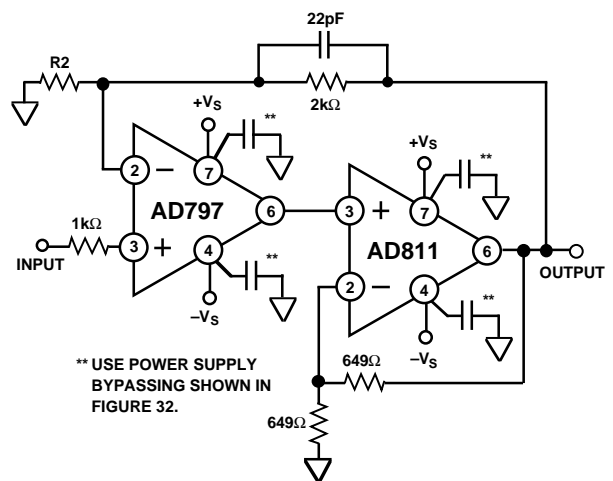 22pF
R2
2kΩ
+VS
**
+VS
**
2
–
7
AD797
6
3
+
7
1kΩ
3
+
4
AD811
6
INPUT
OUTPUT
**
2
–
4
**
–VS
–VS
** USE POWER SUPPLY
BYPASSING SHOWN IN
FIGURE 32.
649Ω
649Ω